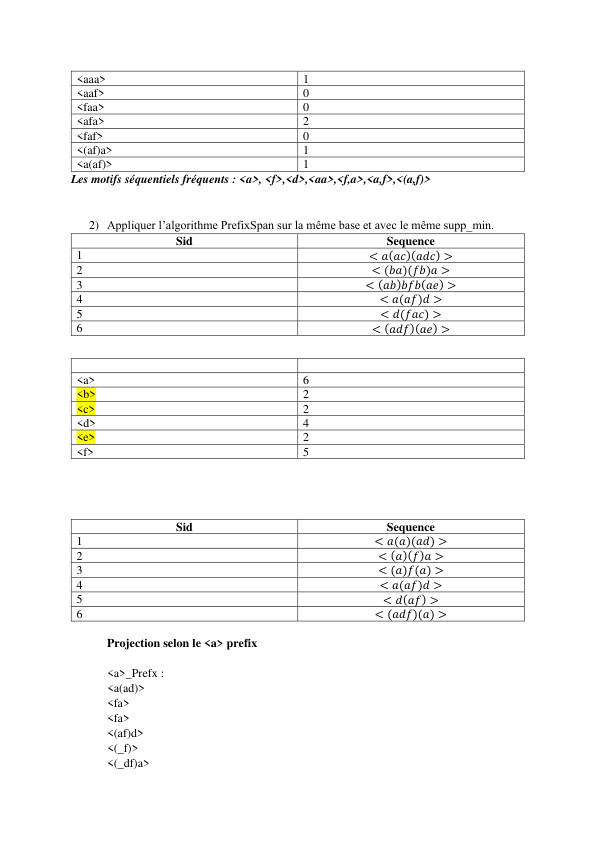 <aaa> 1
<aaf> 0
<faa> 0
<afa> 2
<faf> 0
<(af)a> 1
<a(af)> 1
Les motifs séquentiels fréquents : <a>, <f>,<d>,<aa>,<f,a>,<a,f>,<(a,f)>
2) Appliquer l’algorithme PrefixSpan sur la même base et avec le même supp_min.
Sid Sequence
1 < a(ac)(adc) >
2 < (ba)(fb)a >
3 < (ab)bfb(ae) >
4 < a(af)d >
5 < d(fac) >
6 < (adf)(ae) >
<a> 6
<b> 2
<c> 2
<d> 4
<e> 2
<f> 5
Sid Sequence
1 < a(a)(ad) >
2 < (a)(f)a >
3 < (a)f(a) >
4 < a(af)d >
5 < d(af) >
6 < (adf)(a) >
Projection selon le <a> prefix
<a>_Prefx :
<a(ad)>
<fa>
<fa>
<(af)d>
<(_f)>
<(_df)a>